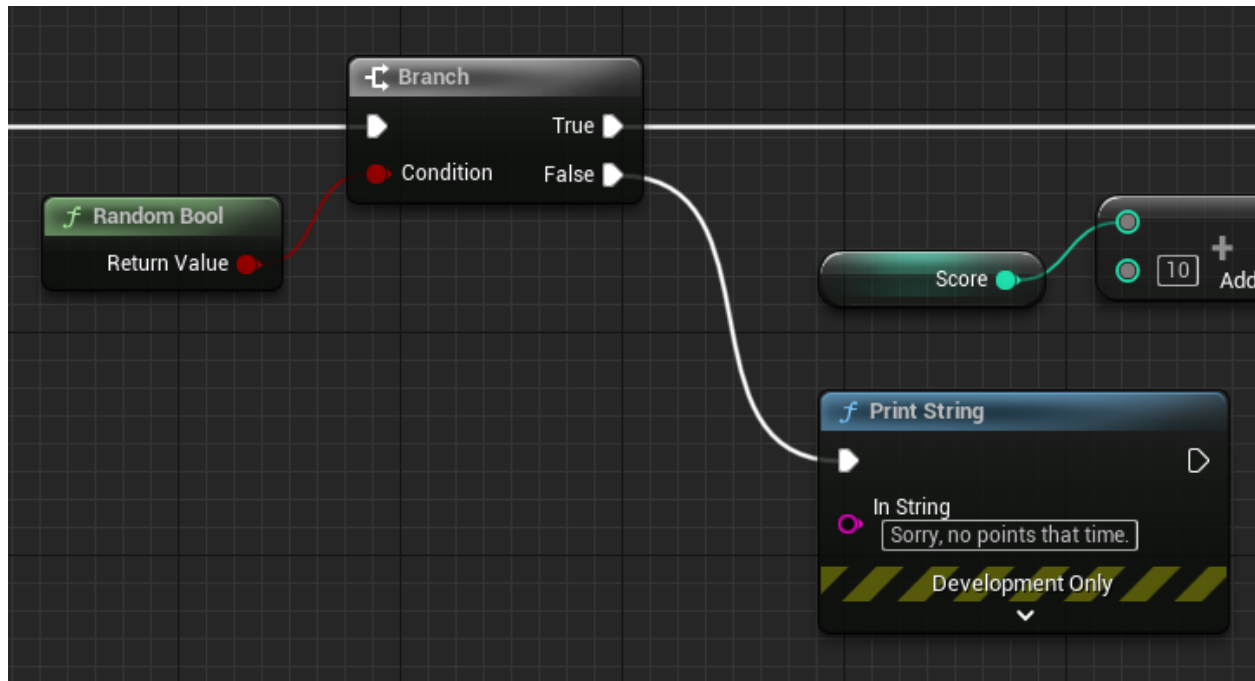 Branch
True
Condition
False
Random Bool
Return Value
Score
10
Print String
In String
Sorry, no points that time.
Development Only